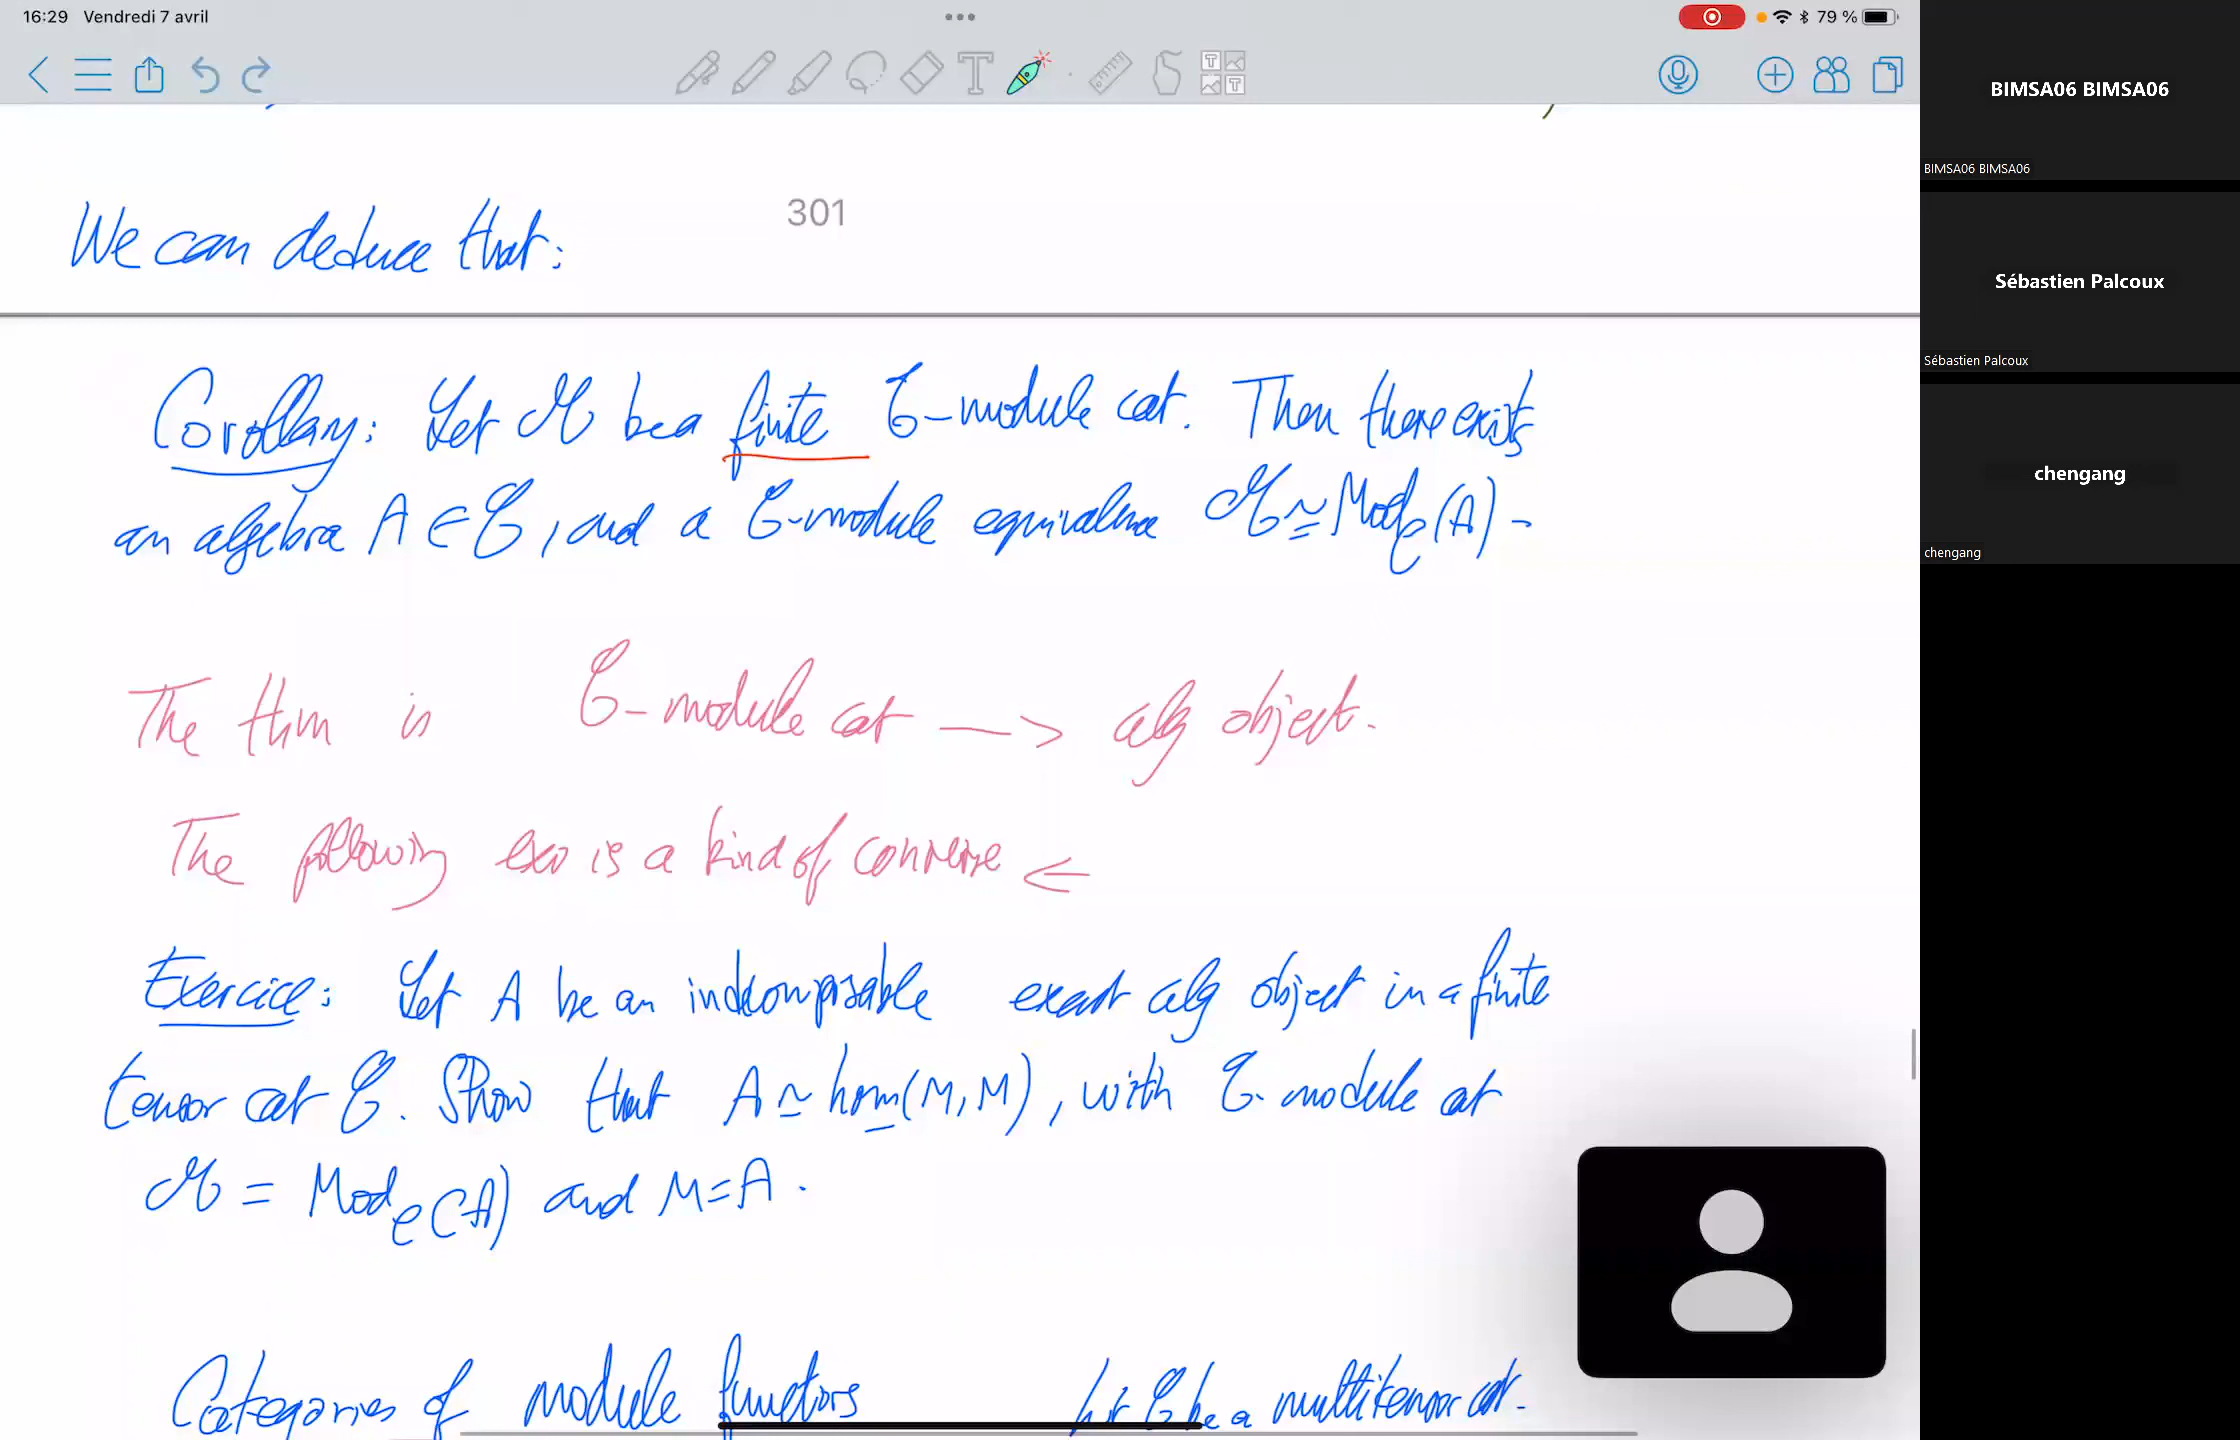 16:29 Vendredi 7 avril
79 %
We can deduce that:
301
Corollary: Let ℳ be a finite 𝒞-module cat. Then there exists
an algebra A ∈ 𝒞, and a 𝒞-module equivalence ℳ ≃ Mod_𝒞(A) -
The thm is 𝒞-module cat —> alg object.
The following exo is a kind of converse <=
Exercice: Let A be an indecomposable exact alg object in a finite
tensor cat 𝒞. Show that A ≃ hom(M,M), with 𝒞-module cat
ℳ = Mod_𝒞(A) and M=A.
Categories of module functors Let 𝒞 be a multitensor cat.
BIMSA06 BIMSA06
BIMSA06 BIMSA06
Sébastien Palcoux
Sébastien Palcoux
chengang
chengang